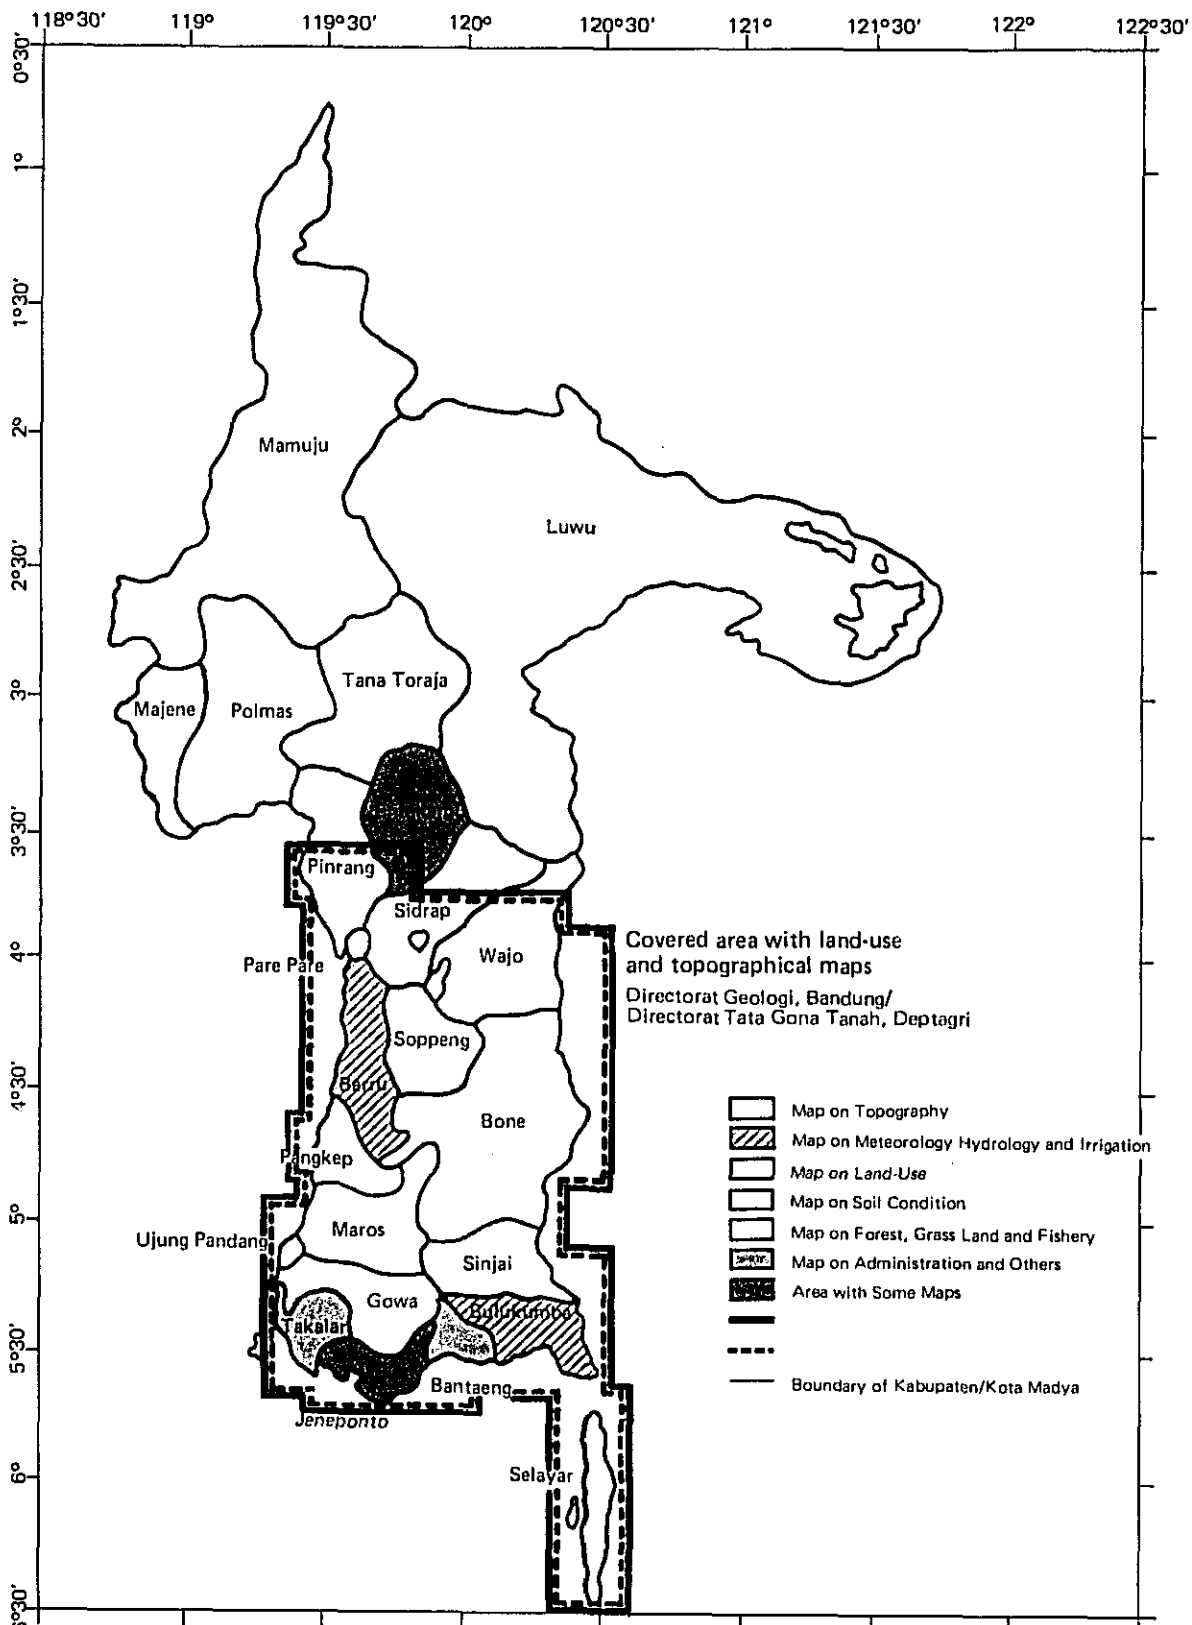 118°30' 119° 119°30' 120° 120°30' 121° 121°30' 122° 122°30'
0°30'
1°
1°30'
2°
2°30'
3°
3°30'
4°
4°30'
5°
5°30'
6°
6°30'
Mamuju
Luwu
Tana Toraja
Majene
Polmas
Pinrang
Sidrap
Wajo
Pare Pare
Soppeng
Berru
Bone
Pangkep
Maros
Ujung Pandang
Sinjai
Gowa
Bulukumba
Takalar
Bantaeng
Jeneponto
Selayar
Covered area with land-use
and topographical maps
Directorat Geologi, Bandung/
Directorat Tata Gona Tanah, Deptagri
Map on Topography
Map on Meteorology Hydrology and Irrigation
Map on Land-Use
Map on Soil Condition
Map on Forest, Grass Land and Fishery
Map on Administration and Others
Area with Some Maps
Boundary of Kabupaten/Kota Madya